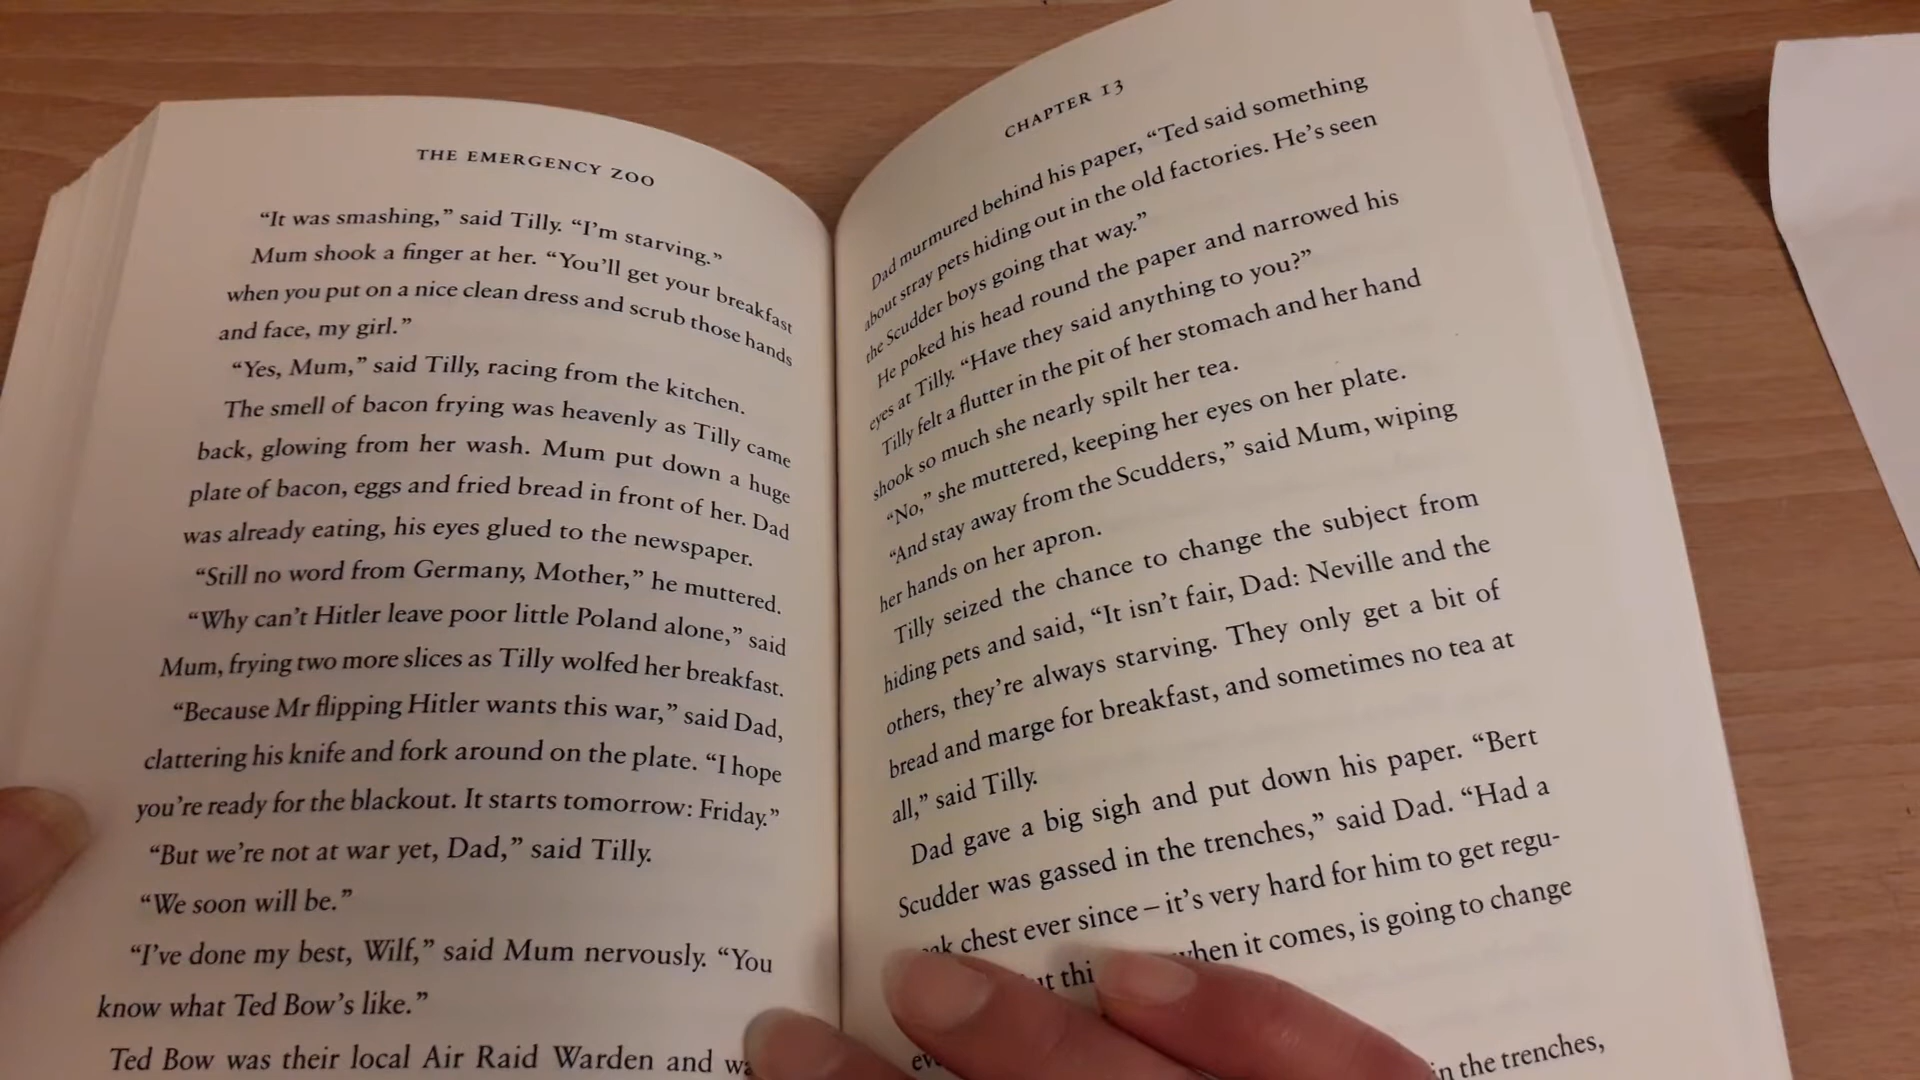 THE EMERGENCY ZOO
“It was smashing,” said Tilly. “I’m starving.”
Mum shook a finger at her. “You’ll get your breakfast
when you put on a nice clean dress and scrub those hands
and face, my girl.”
“Yes, Mum,” said Tilly, racing from the kitchen.
The smell of bacon frying was heavenly as Tilly came
back, glowing from her wash. Mum put down a huge
plate of bacon, eggs and fried bread in front of her. Dad
was already eating, his eyes glued to the newspaper.
“Still no word from Germany, Mother,” he muttered.
“Why can’t Hitler leave poor little Poland alone,” said
Mum, frying two more slices as Tilly wolfed her breakfast.
“Because Mr flipping Hitler wants this war,” said Dad,
clattering his knife and fork around on the plate. “I hope
you’re ready for the blackout. It starts tomorrow: Friday.”
“But we’re not at war yet, Dad,” said Tilly.
“We soon will be.”
“I’ve done my best, Wilf,” said Mum nervously. “You
know what Ted Bow’s like.”
Ted Bow was their local Air Raid Warden and
CHAPTER 13
Dad murmured behind his paper, “Ted said something
about stray pets hiding out in the old factories. He’s seen
the Scudder boys going that way.”
He poked his head round the paper and narrowed his
eyes at Tilly. “Have they said anything to you?”
Tilly felt a flutter in the pit of her stomach and her hand
shook so much she nearly spilt her tea.
“No,” she muttered, keeping her eyes on her plate.
“And stay away from the Scudders,” said Mum, wiping
her hands on her apron.
Tilly seized the chance to change the subject from
hiding pets and said, “It isn’t fair, Dad: Neville and the
others, they’re always starving. They only get a bit of
bread and marge for breakfast, and sometimes no tea at
all,” said Tilly.
Dad gave a big sigh and put down his paper. “Bert
Scudder was gassed in the trenches,” said Dad. “Had a
chest ever since – it’s very hard for him to get regu-
when it comes, is going to change
in the trenches,